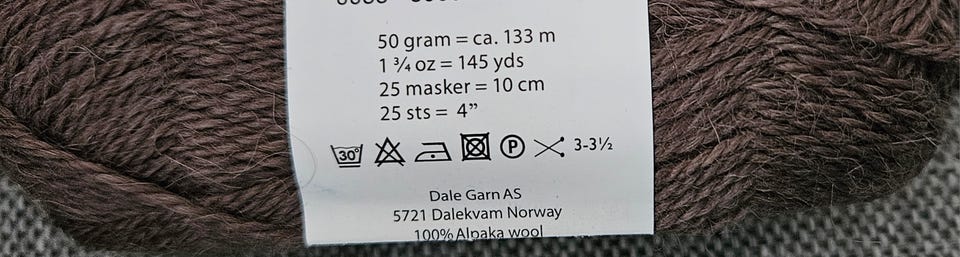 50 gram = ca. 133 m
1 ¾ oz = 145 yds
25 masker = 10 cm
25 sts = 4”
30° P 3-3½
Dale Garn AS
5721 Dalekvam Norway
100% Alpaka wool